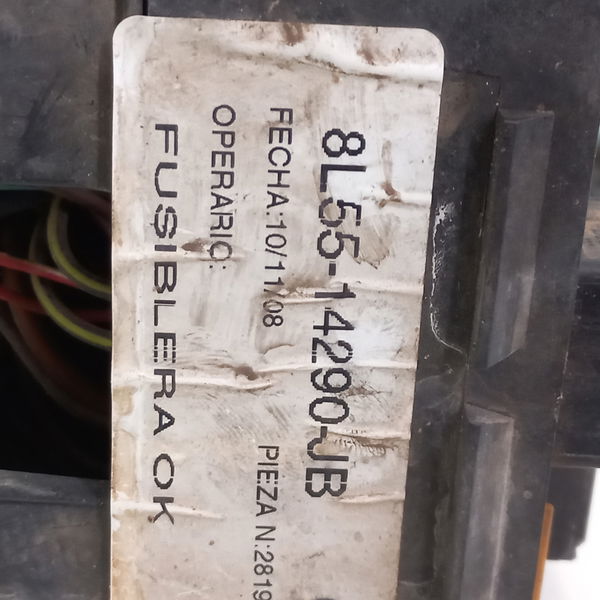 8L55-14290-JB
FECHA:10/11/08 PIEZA N:2819
OPERARIO:
FUSIBLERA OK